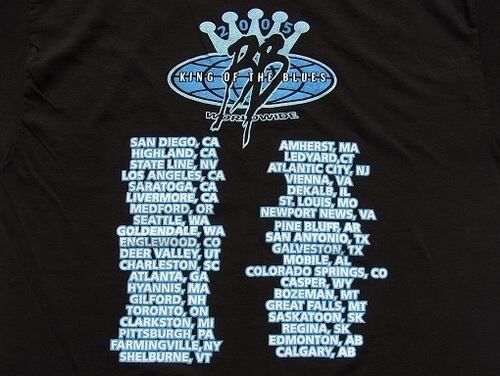 2005
BB
KING OF THE BLUES
WORLDWIDE
SAN DIEGO, CA
HIGHLAND, CA
STATE LINE, NV
LOS ANGELES, CA
SARATOGA, CA
LIVERMORE, CA
MEDFORD, OR
SEATTLE, WA
GOLDENDALE, WA
ENGLEWOOD, CO
DEER VALLEY, UT
CHARLESTON, SC
ATLANTA, GA
HYANNIS, MA
GILFORD, NH
TORONTO, ON
CLARKSTON, MI
PITTSBURGH, PA
FARMINGVILLE, NY
SHELBURNE, VT
AMHERST, MA
LEDYARD, CT
ATLANTIC CITY, NJ
VIENNA, VA
DEKALB, IL
ST. LOUIS, MO
NEWPORT NEWS, VA
PINE BLUFF, AR
SAN ANTONIO, TX
GALVESTON, TX
MOBILE, AL
COLORADO SPRINGS, CO
CASPER, WY
BOZEMAN, MT
GREAT FALLS, MT
SASKATOON, SK
REGINA, SK
EDMONTON, AB
CALGARY, AB